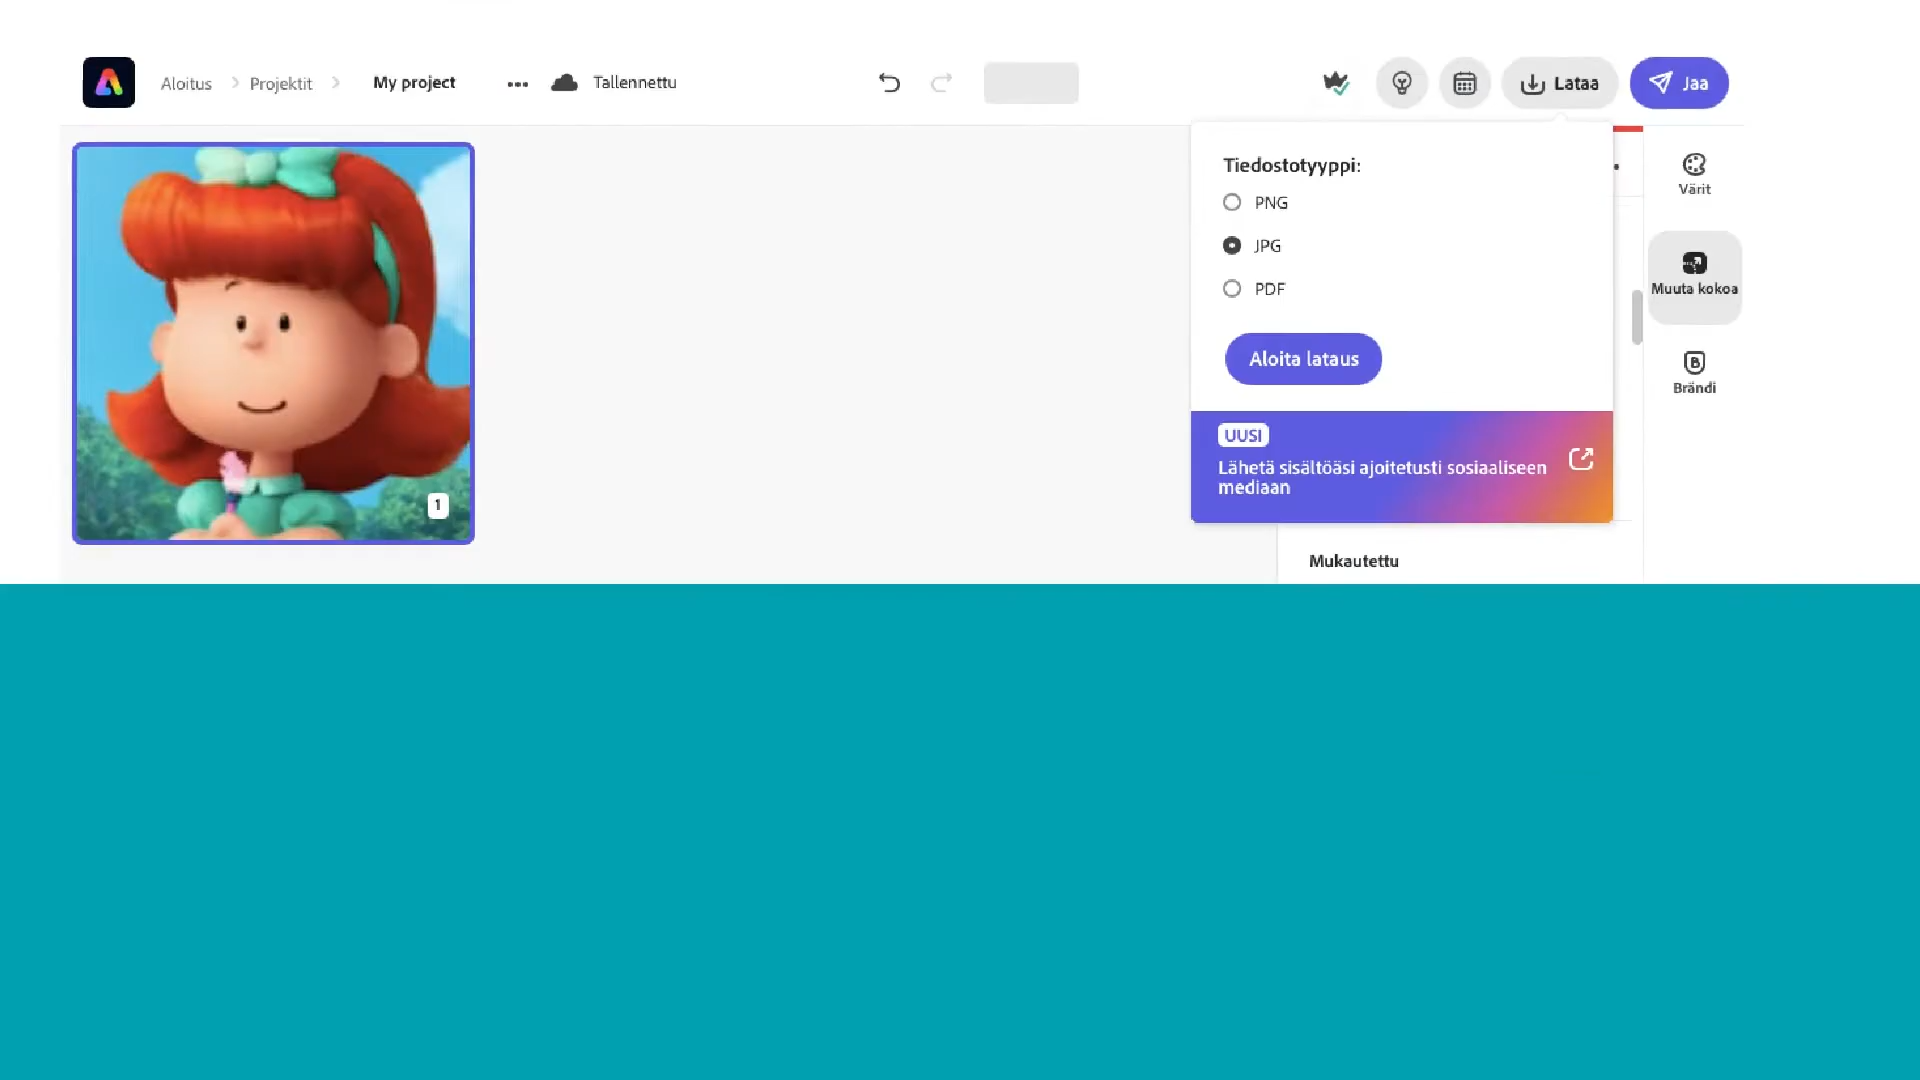 Aloitus
Projektit
My project
Tallennettu
Lataa
Jaa
Tiedostotyyppi:
PNG
JPG
PDF
Aloita lataus
UUSI
Lähetä sisältöäsi ajoitetusti sosiaaliseen
mediaan
Mukautettu
Värit
Muuta kokoa
B
Brändi
1